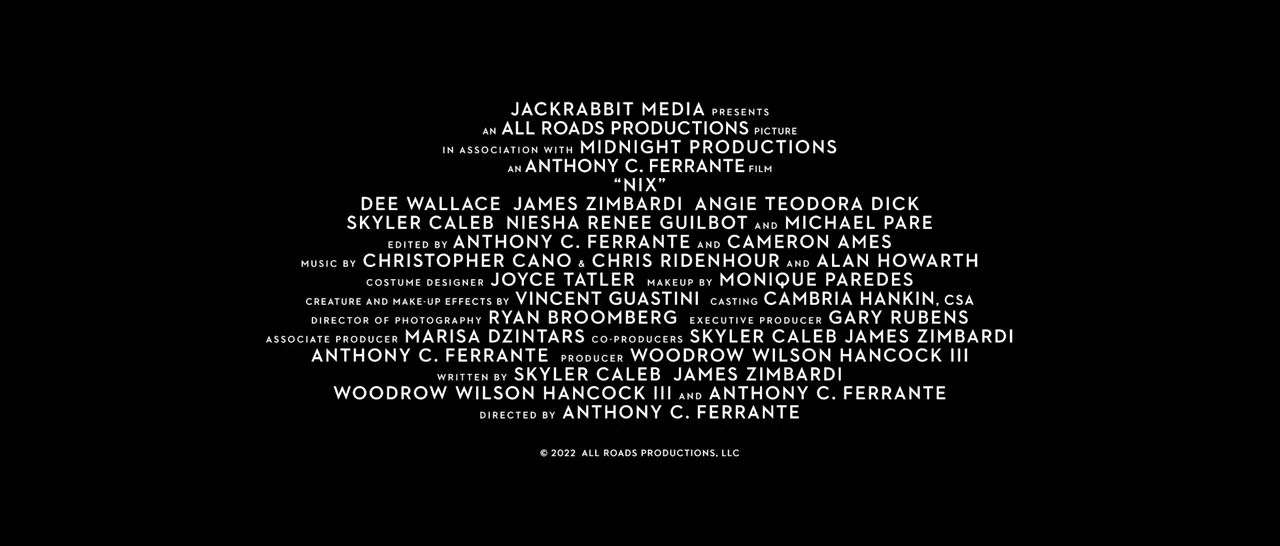 JACKRABBIT MEDIA PRESENTS
AN ALL ROADS PRODUCTIONS PICTURE
IN ASSOCIATION WITH MIDNIGHT PRODUCTIONS
AN ANTHONY C. FERRANTE FILM
“NIX”
DEE WALLACE JAMES ZIMBARDI ANGIE TEODORA DICK
SKYLER CALEB NIESHA RENEE GUILBOT AND MICHAEL PARE
EDITED BY ANTHONY C. FERRANTE AND CAMERON AMES
MUSIC BY CHRISTOPHER CANO & CHRIS RIDENHOUR AND ALAN HOWARTH
COSTUME DESIGNER JOYCE TATLER MAKEUP BY MONIQUE PAREDES
CREATURE AND MAKE-UP EFFECTS BY VINCENT GUASTINI CASTING CAMBRIA HANKIN, CSA
DIRECTOR OF PHOTOGRAPHY RYAN BROOMBERG EXECUTIVE PRODUCER GARY RUBENS
ASSOCIATE PRODUCER MARISA DZINTARS CO-PRODUCERS SKYLER CALEB JAMES ZIMBARDI
ANTHONY C. FERRANTE PRODUCER WOODROW WILSON HANCOCK III
WRITTEN BY SKYLER CALEB JAMES ZIMBARDI
WOODROW WILSON HANCOCK III AND ANTHONY C. FERRANTE
DIRECTED BY ANTHONY C. FERRANTE
© 2022 ALL ROADS PRODUCTIONS, LLC